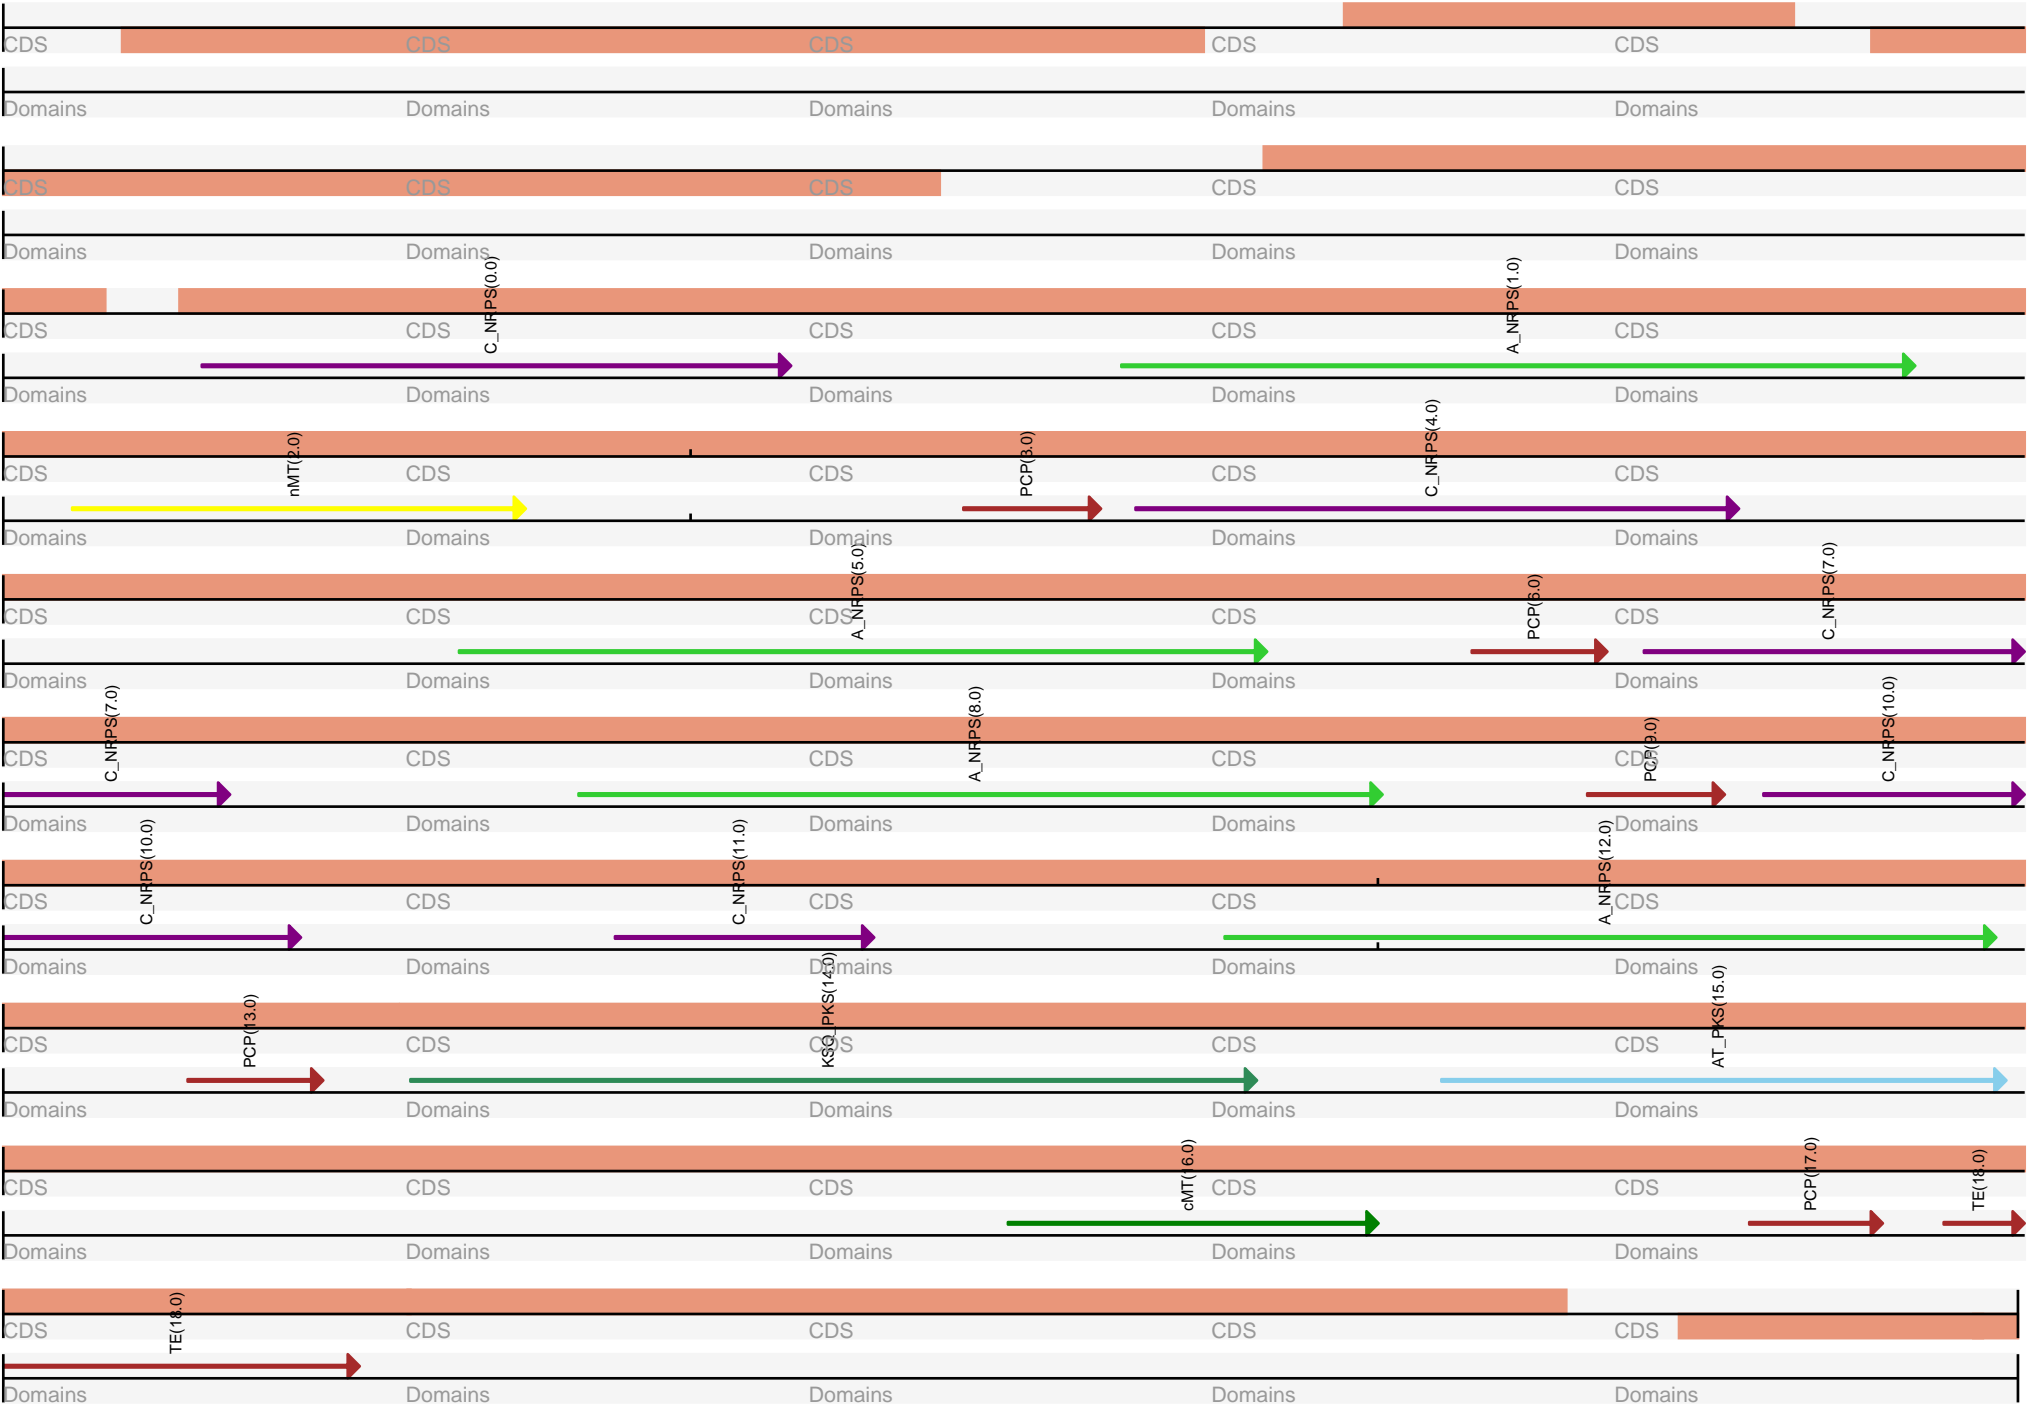 CDS CDS CDS CDS CDS
Domains Domains Domains Domains Domains
CDS CDS CDS CDS CDS
Domains Domains Domains Domains Domains
C_NRPS(0.0) A_NRPS(1.0)
CDS CDS CDS CDS CDS
Domains Domains Domains Domains Domains
nMT(2.0) PCP(3.0) C_NRPS(4.0)
CDS CDS CDS CDS CDS
Domains Domains Domains Domains Domains
A_NRPS(5.0) PCP(6.0) C_NRPS(7.0)
CDS CDS CDS CDS CDS
Domains Domains Domains Domains Domains
C_NRPS(7.0) A_NRPS(8.0) PCP(9.0) C_NRPS(10.0)
CDS CDS CDS CDS CDS
Domains Domains Domains Domains Domains
C_NRPS(10.0) C_NRPS(11.0) A_NRPS(12.0)
CDS CDS CDS CDS CDS
Domains Domains Domains Domains Domains
PCP(13.0) KSQ_PKS(14.0) AT_PKS(15.0)
CDS CDS CDS CDS CDS
Domains Domains Domains Domains Domains
cMT(16.0) PCP(17.0) TE(18.0)
CDS CDS CDS CDS CDS
Domains Domains Domains Domains Domains
TE(18.0)
CDS CDS CDS CDS CDS
Domains Domains Domains Domains Domains